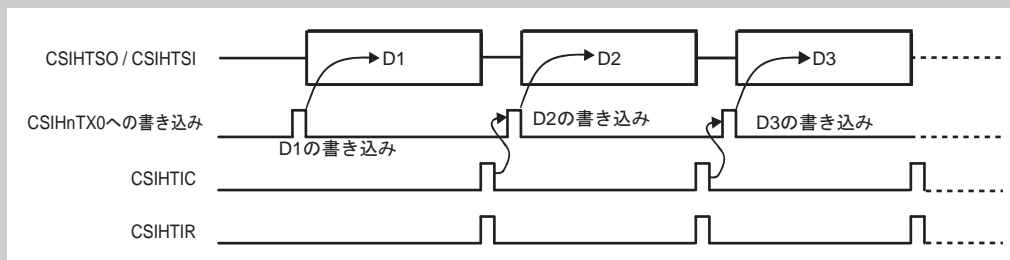 CSIHTSO / CSIHTSI
D1
D2
D3
CSIHnTX0への書き込み
D1の書き込み
D2の書き込み
D3の書き込み
CSIHTIC
CSIHTIR